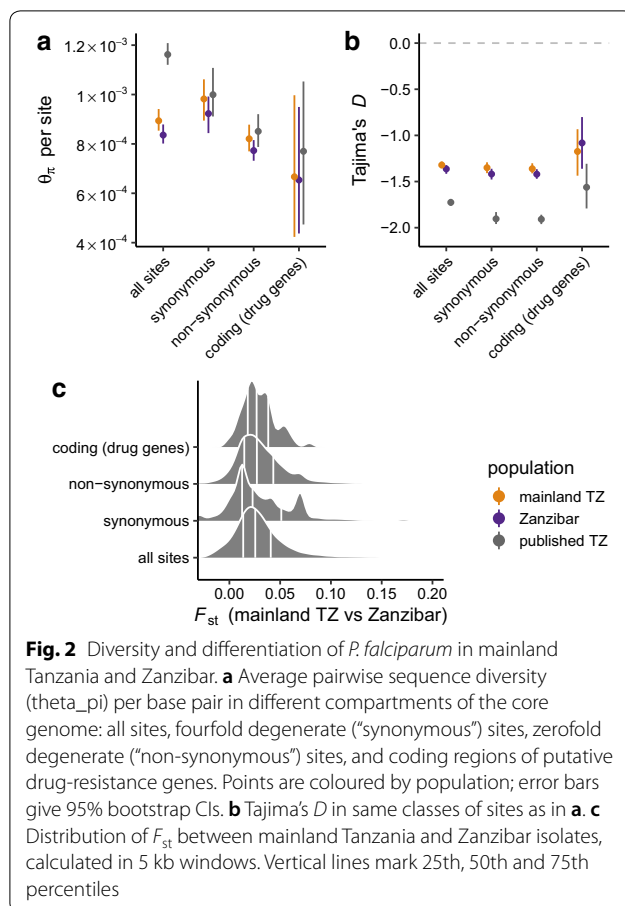 a
1.2 × 10⁻³
1 × 10⁻³
8 × 10⁻⁴
6 × 10⁻⁴
4 × 10⁻⁴
θπ per site
all sites
synonymous
non−synonymous
coding (drug genes)
b
0.0
−0.5
−1.0
−1.5
−2.0
Tajima's D
all sites
synonymous
non−synonymous
coding (drug genes)
c
coding (drug genes)
non−synonymous
synonymous
all sites
0.00 0.05 0.10 0.15 0.20
Fst (mainland TZ vs Zanzibar)
population
mainland TZ
Zanzibar
published TZ
Fig. 2 Diversity and differentiation of P. falciparum in mainland
Tanzania and Zanzibar. a Average pairwise sequence diversity
(theta_pi) per base pair in different compartments of the core
genome: all sites, fourfold degenerate (“synonymous”) sites, zerofold
degenerate (“non-synonymous”) sites, and coding regions of putative
drug-resistance genes. Points are coloured by population; error bars
give 95% bootstrap CIs. b Tajima’s D in same classes of sites as in a. c
Distribution of Fst between mainland Tanzania and Zanzibar isolates,
calculated in 5 kb windows. Vertical lines mark 25th, 50th and 75th
percentiles